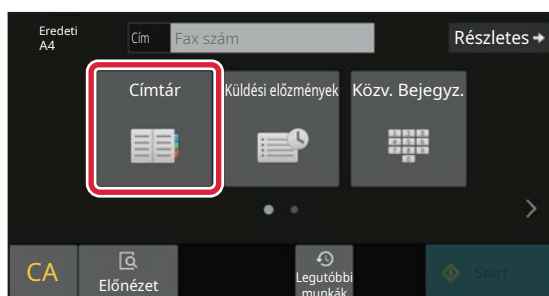 Eredeti
A4
Cím Fax szám
Részletes
Címtár
Küldési előzmények
Közv. Bejegyz.
CA
Előnézet
Legutóbbi
munkák
Start